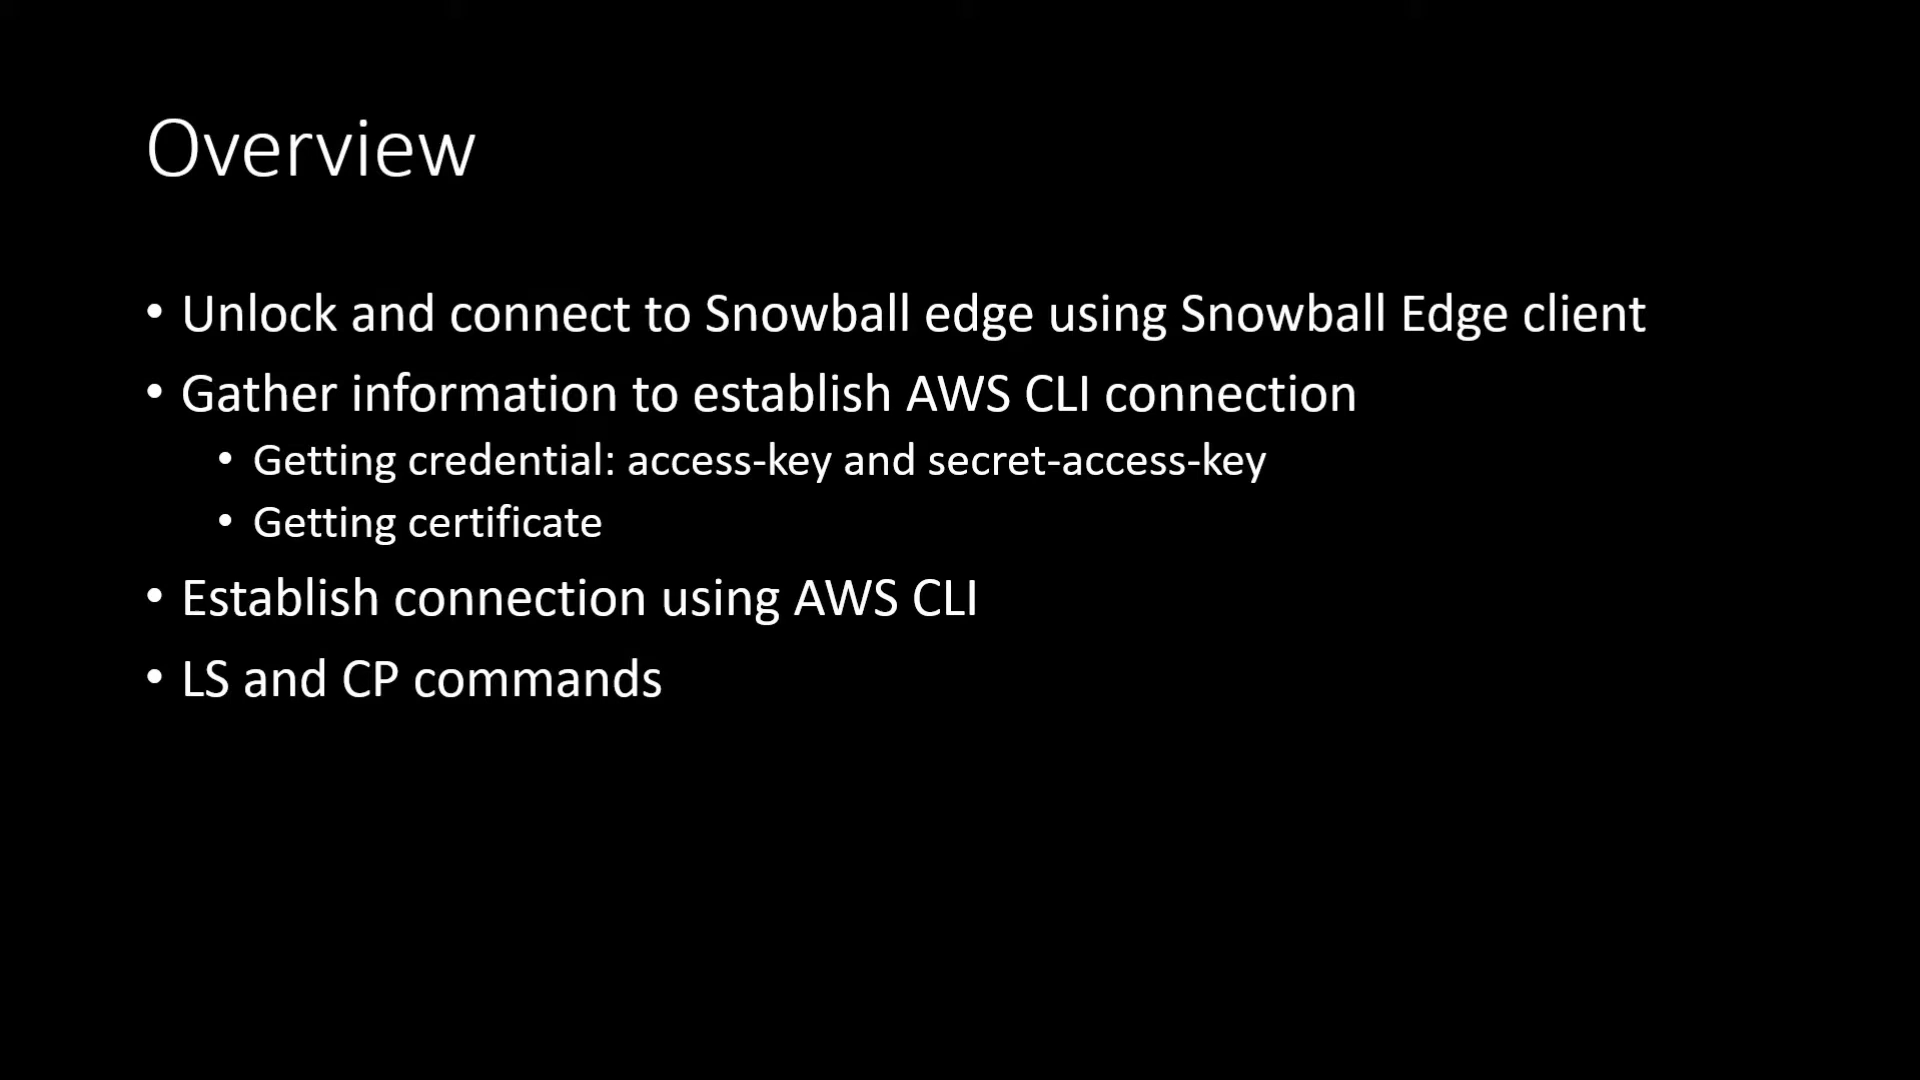 Overview
• Unlock and connect to Snowball edge using Snowball Edge client
• Gather information to establish AWS CLI connection
• Getting credential: access-key and secret-access-key
• Getting certificate
• Establish connection using AWS CLI
• LS and CP commands